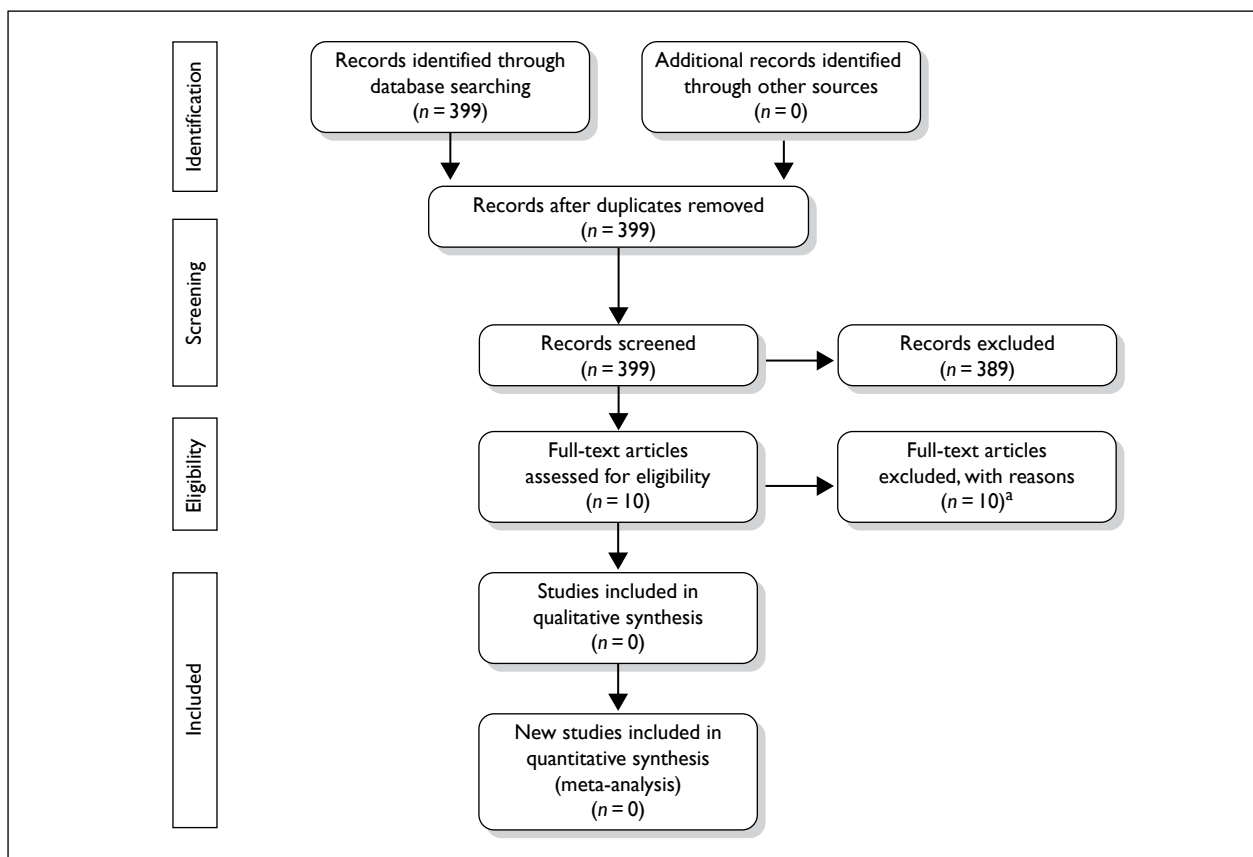 Identification
Records identified through
database searching
(n = 399)
Additional records identified
through other sources
(n = 0)
Records after duplicates removed
(n = 399)
Screening
Records screened
(n = 399)
Records excluded
(n = 389)
Eligibility
Full-text articles
assessed for eligibility
(n = 10)
Full-text articles
excluded, with reasons
(n = 10)a
Included
Studies included in
qualitative synthesis
(n = 0)
New studies included in
quantitative synthesis
(meta-analysis)
(n = 0)